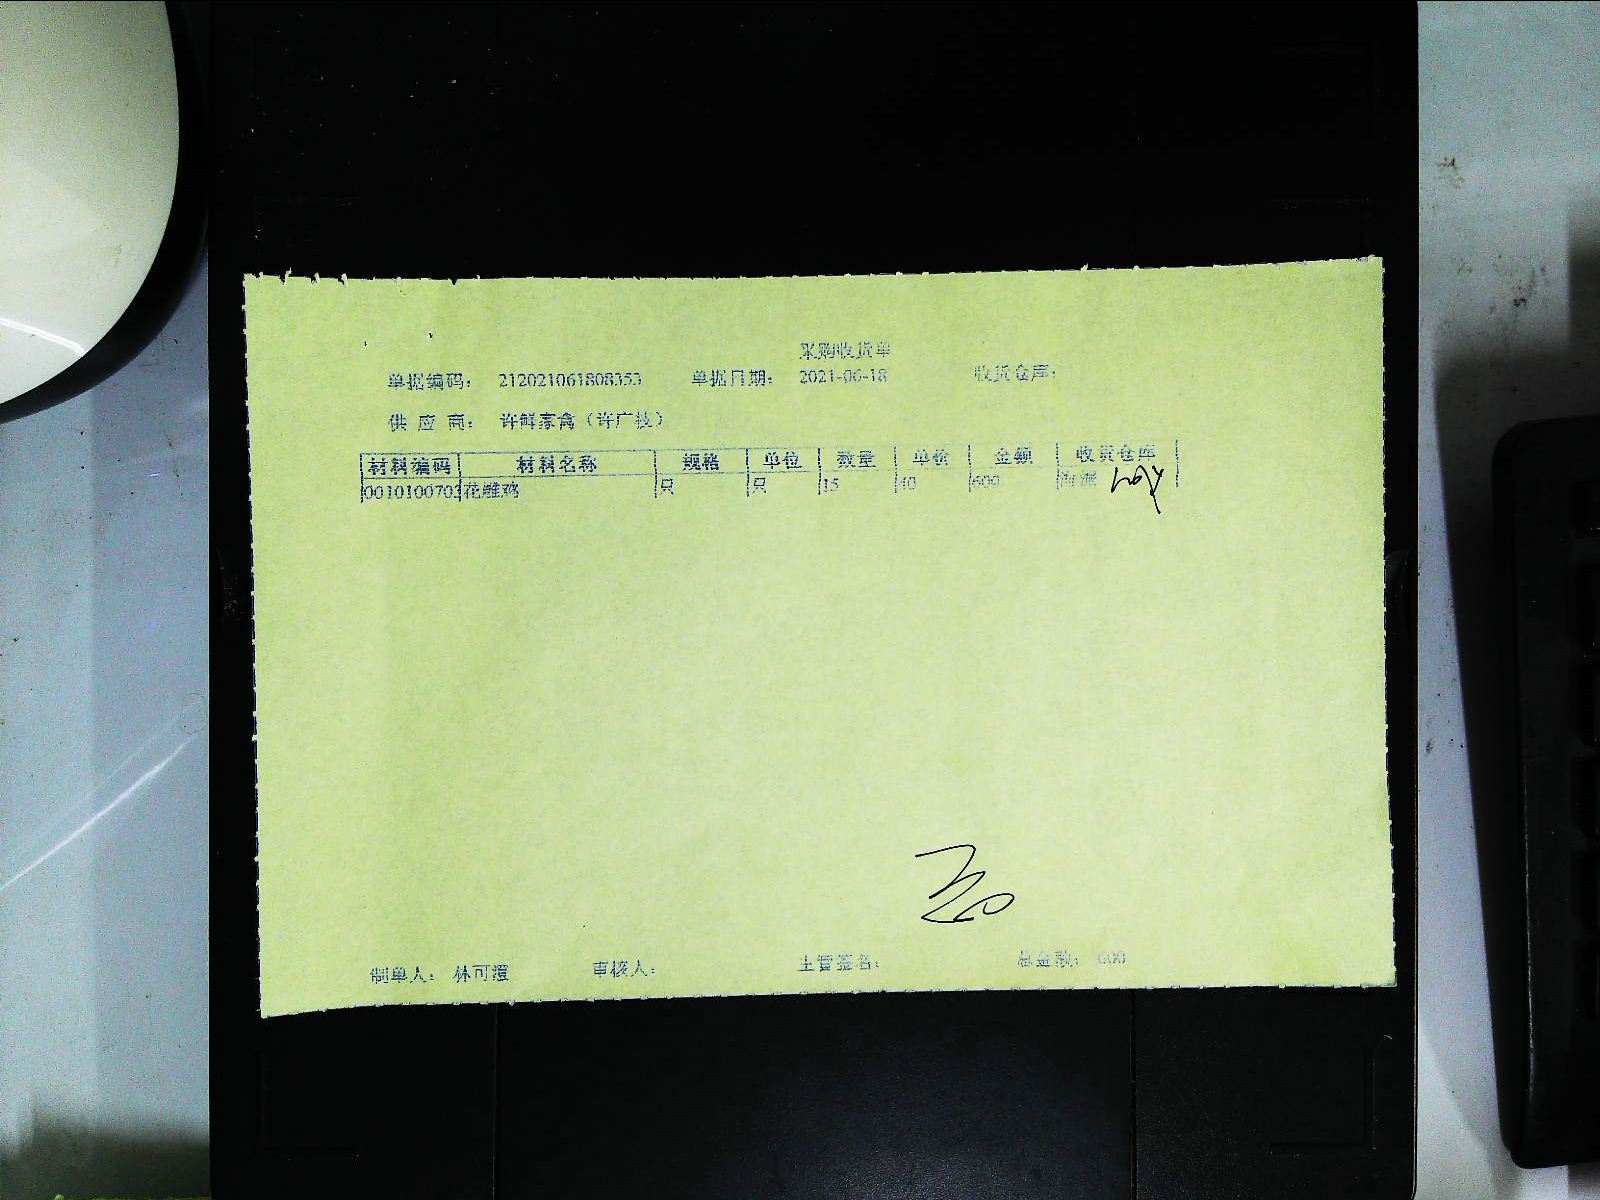 采购收货单
单据编码： 212021061808353 单据日期： 2021-06-18 收货仓库：
供应商： 许鲜家禽（许广技）
材料编码 材料名称 规格 单位 数量 单价 金额 收货仓库
0010100703 花雕鸡 只 只 15 40 600 海派
制单人： 林可滢 审核人： 主管签名： 总金额： 600